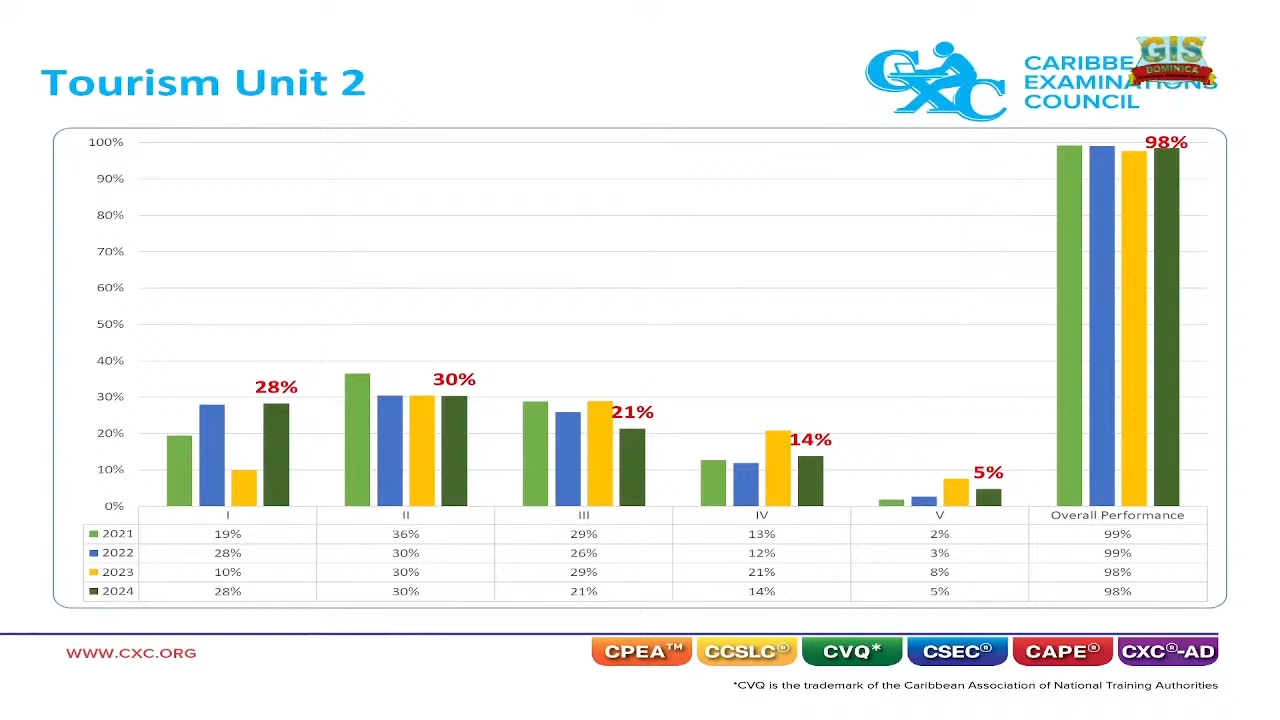 Tourism Unit 2
CARIBBE
EXAMINATIONS
COUNCIL
GIS
DOMINICA
100%
90%
80%
70%
60%
50%
40%
30%
20%
10%
0%
28%
30%
21%
14%
5%
98%
I II III IV V Overall Performance
2021 19% 36% 29% 13% 2% 99%
2022 28% 30% 26% 12% 3% 99%
2023 10% 30% 29% 21% 8% 98%
2024 28% 30% 21% 14% 5% 98%
WWW.CXC.ORG
CPEA™ CCSLC® CVQ* CSEC® CAPE® CXC®-AD
*CVQ is the trademark of the Caribbean Association of National Training Authorities